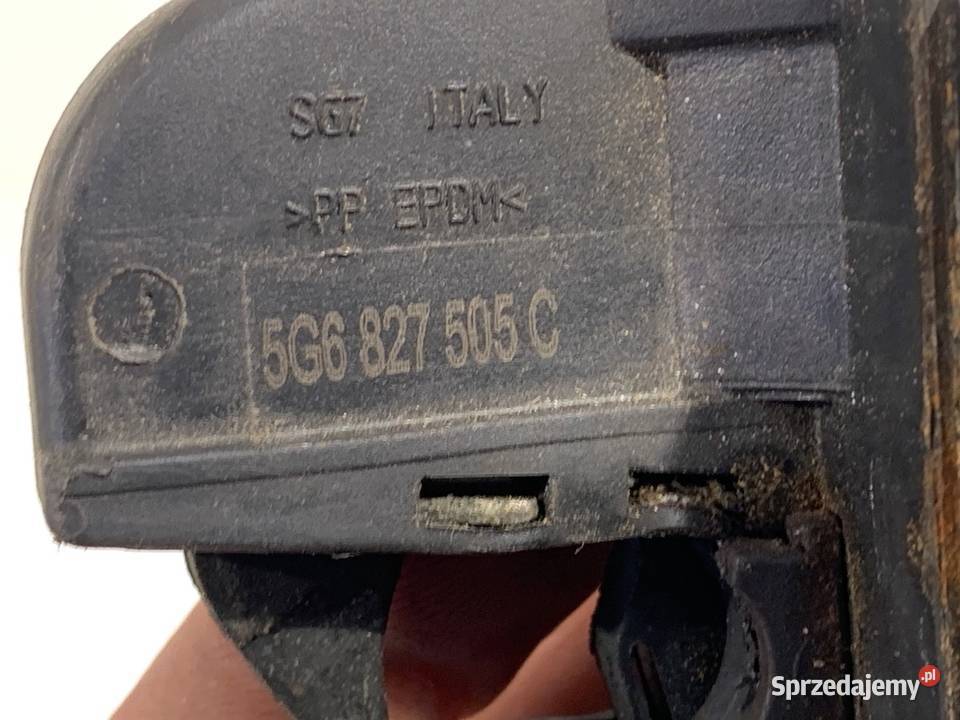 SG7 ITALY
>PP EPDM<
5G6 827 505 C
Sprzedajemy.pl